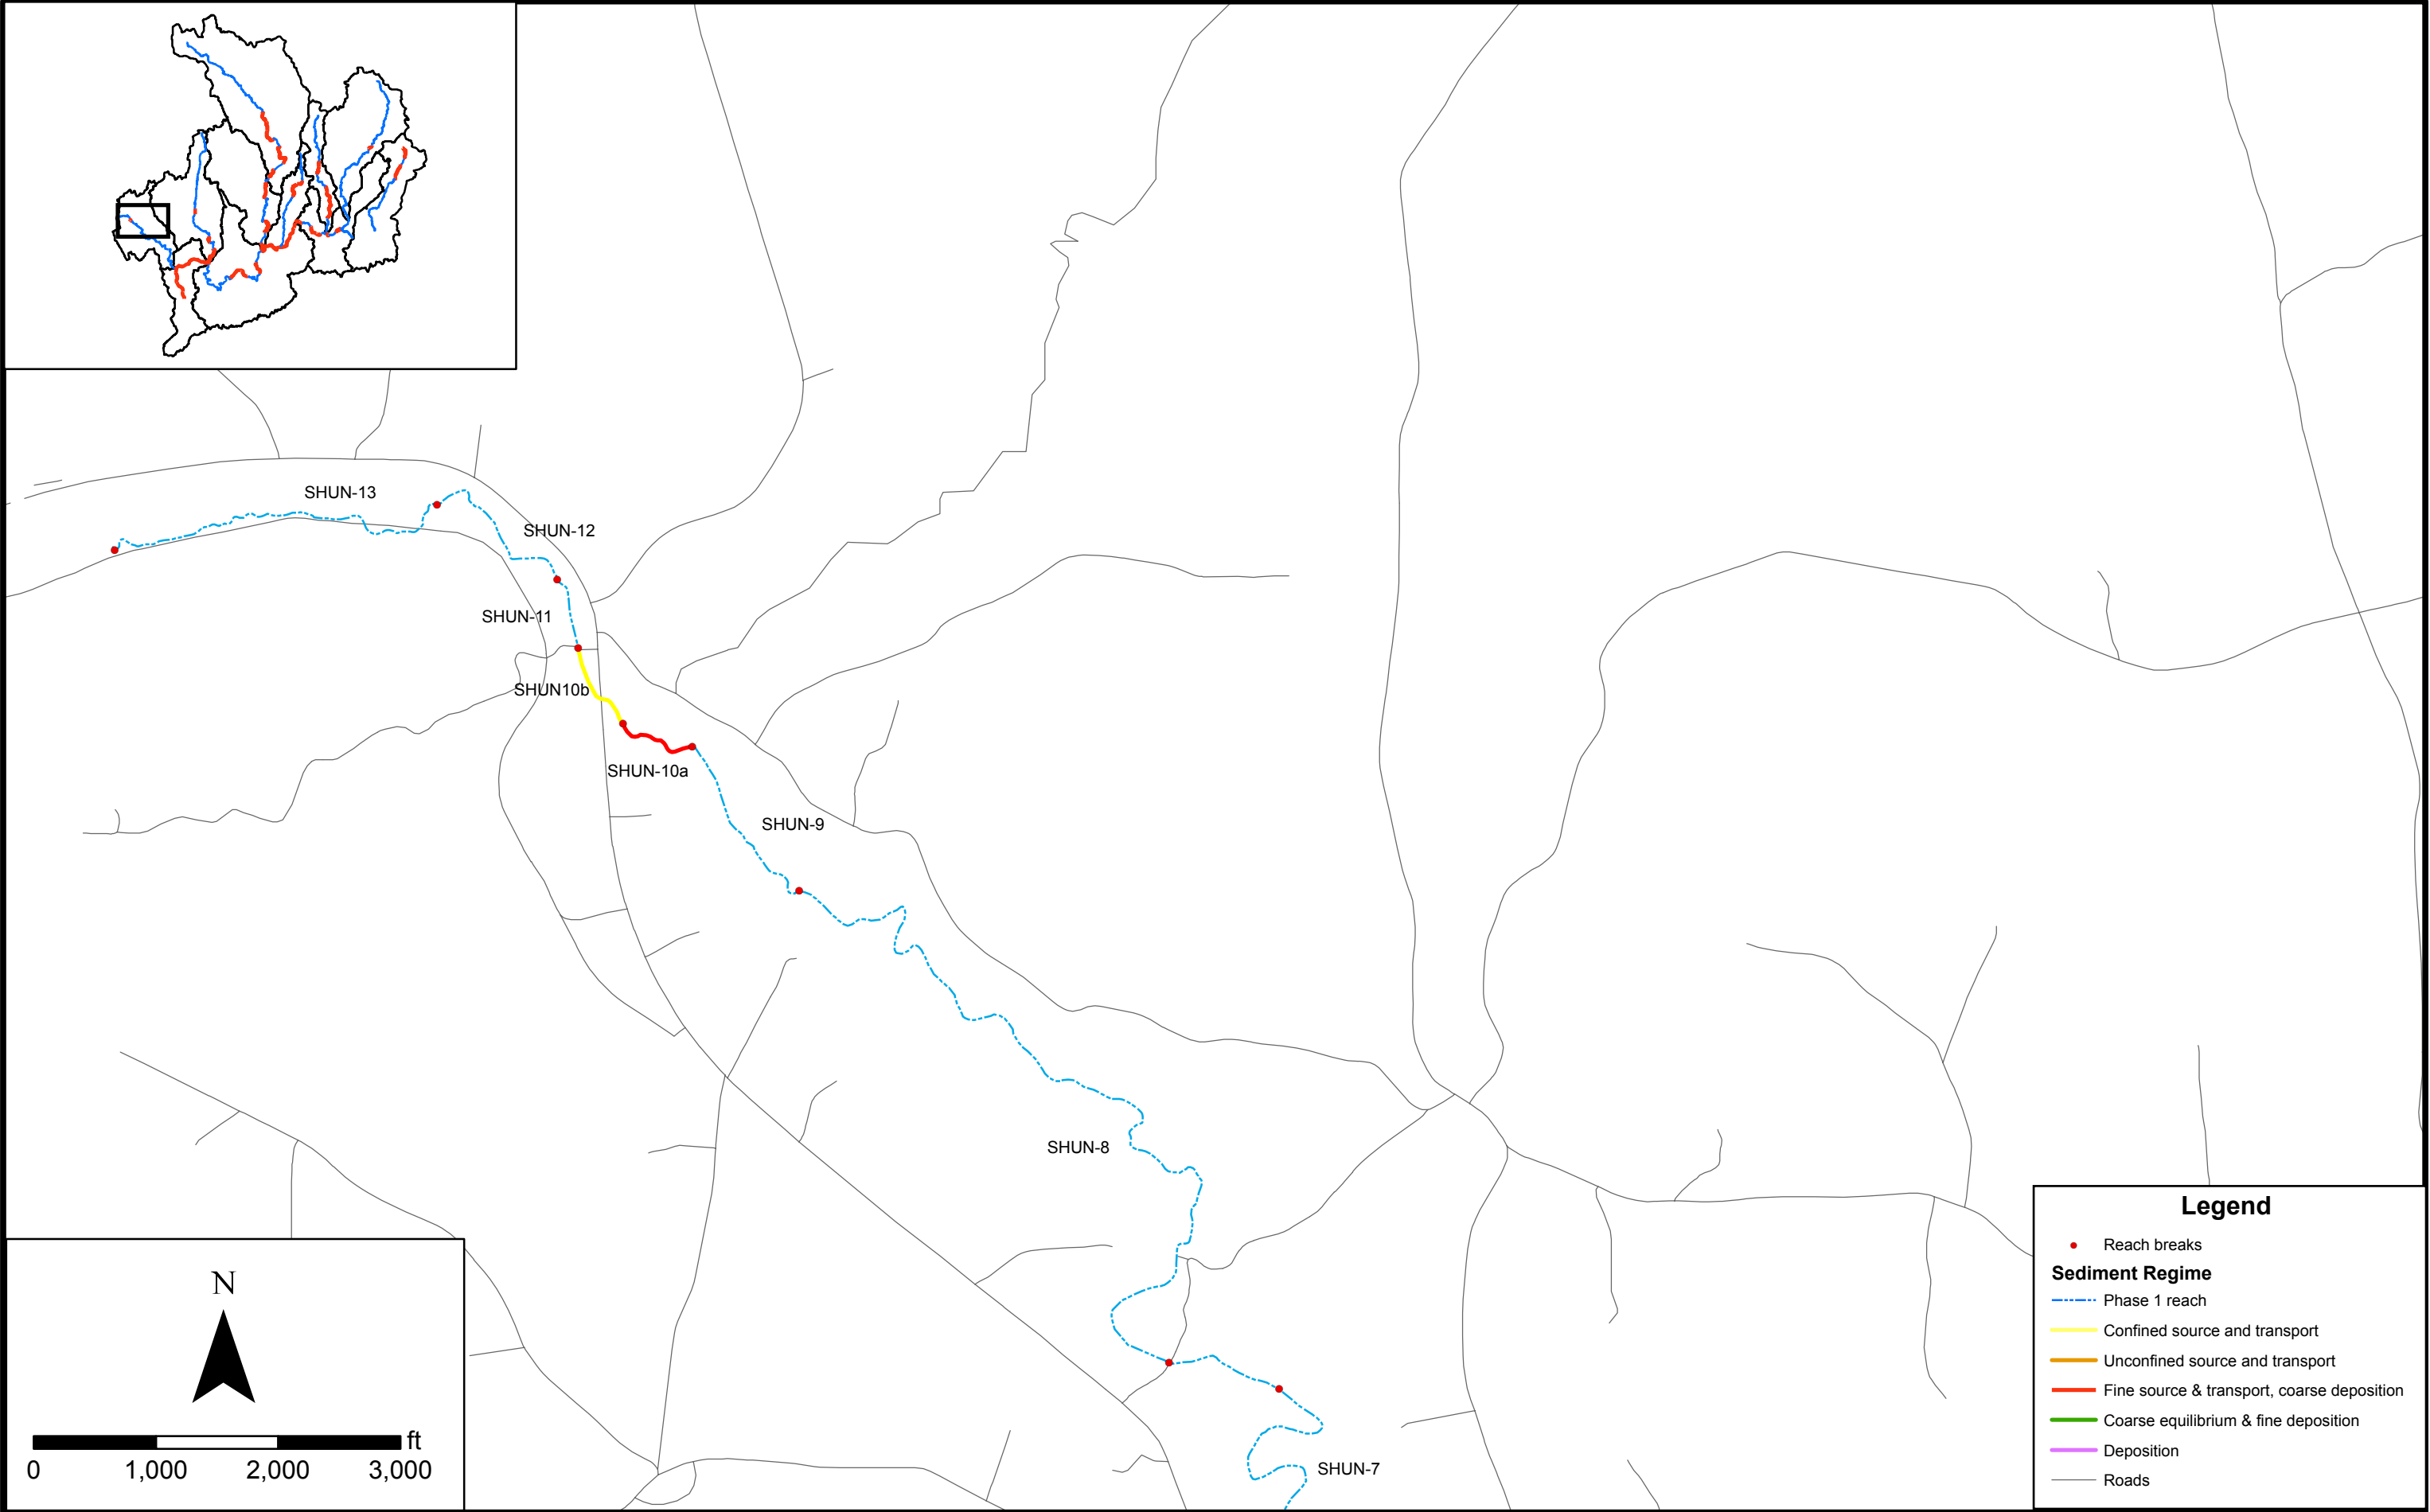 SHUN-13
SHUN-12
SHUN-11
SHUN10b
SHUN-10a
SHUN-9
SHUN-8
SHUN-7
N
ft
0 1,000 2,000 3,000
Legend
Reach breaks
Sediment Regime
Phase 1 reach
Confined source and transport
Unconfined source and transport
Fine source & transport, coarse deposition
Coarse equilibrium & fine deposition
Deposition
Roads